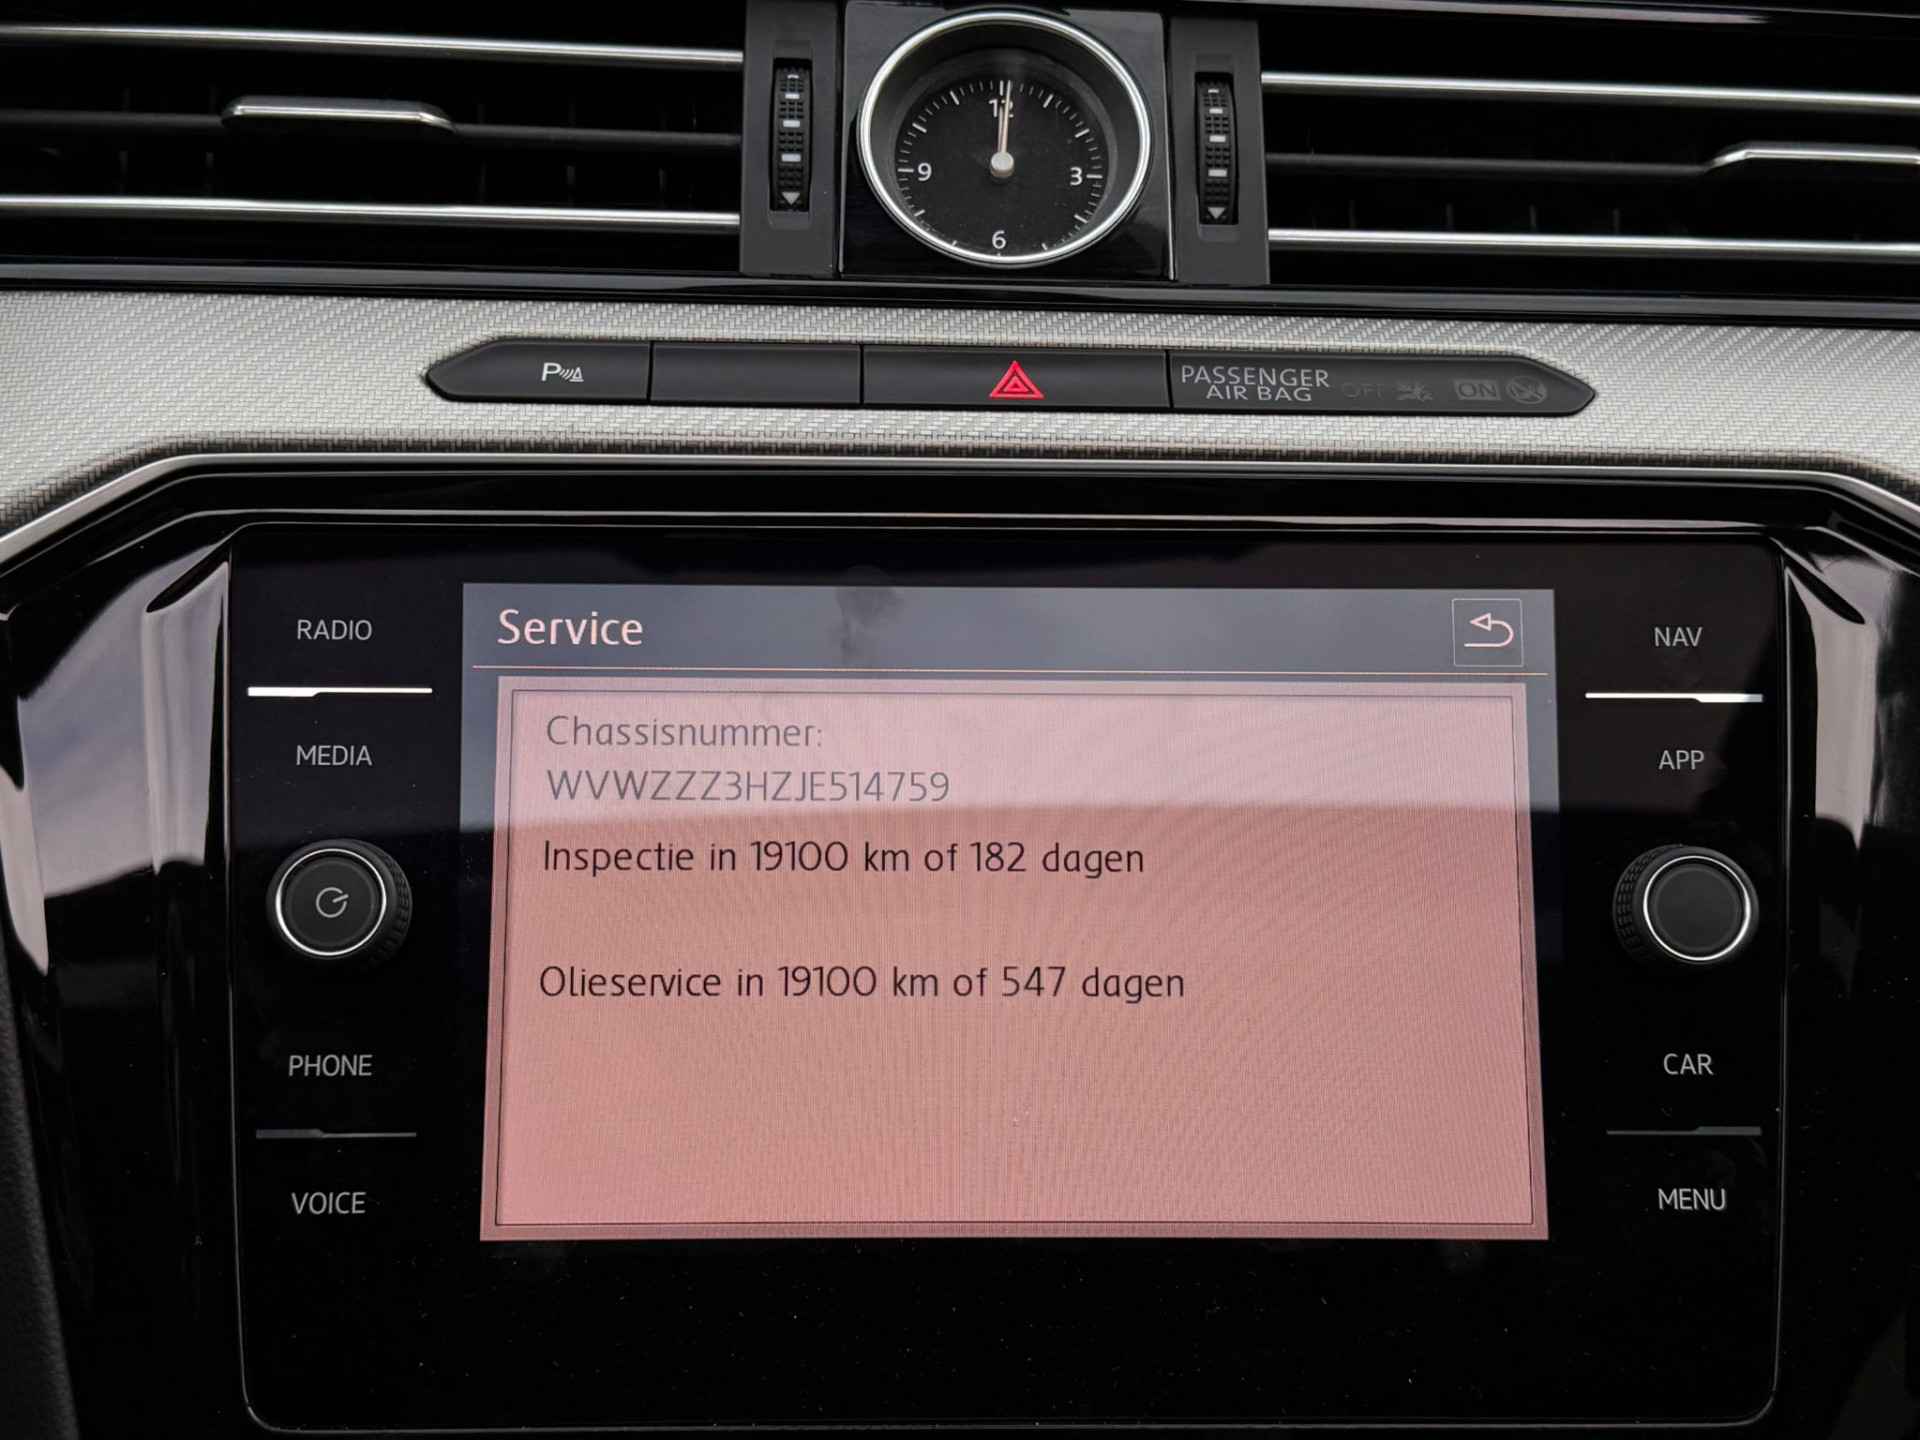 12
9
3
6
P
PASSENGER
AIR BAG
OFF
ON
RADIO
MEDIA
PHONE
VOICE
Service
Chassisnummer:
WVWZZZ3HZJE514759
Inspectie in 19100 km of 182 dagen
Olieservice in 19100 km of 547 dagen
NAV
APP
CAR
MENU